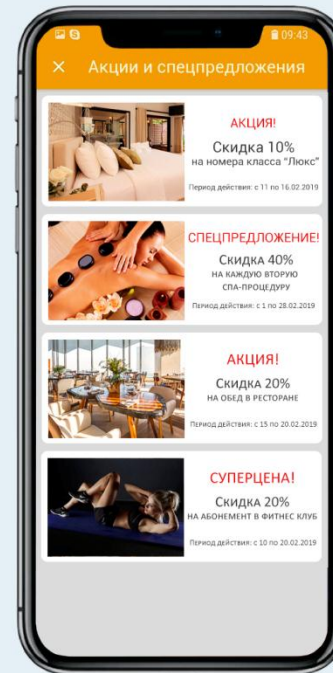 09:43
× Акции и спецпредложения
АКЦИЯ!
Скидка 10%
на номера класса "Люкс"
Период действия: с 11 по 16.02.2019
СПЕЦПРЕДЛОЖЕНИЕ!
Скидка 40%
НА КАЖДУЮ ВТОРУЮ
СПА-ПРОЦЕДУРУ
Период действия: с 1 по 28.02.2019
АКЦИЯ!
Скидка 20%
НА ОБЕД В РЕСТОРАНЕ
Период действия: с 15 по 20.02.2019
СУПЕРЦЕНА!
Скидка 20%
НА АБОНЕМЕНТ В ФИТНЕС КЛУБ
Период действия: с 10 по 20.02.2019